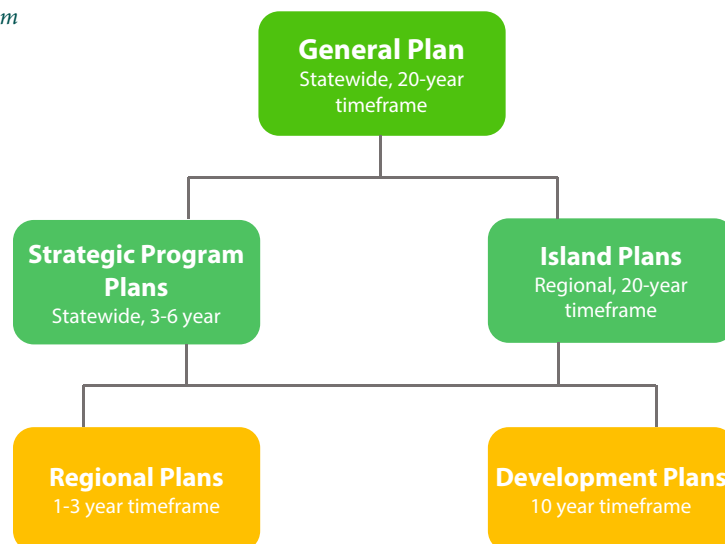 General Plan
Statewide, 20-year
timeframe
Strategic Program
Plans
Statewide, 3-6 year
Island Plans
Regional, 20-year
timeframe
Regional Plans
1-3 year timeframe
Development Plans
10 year timeframe